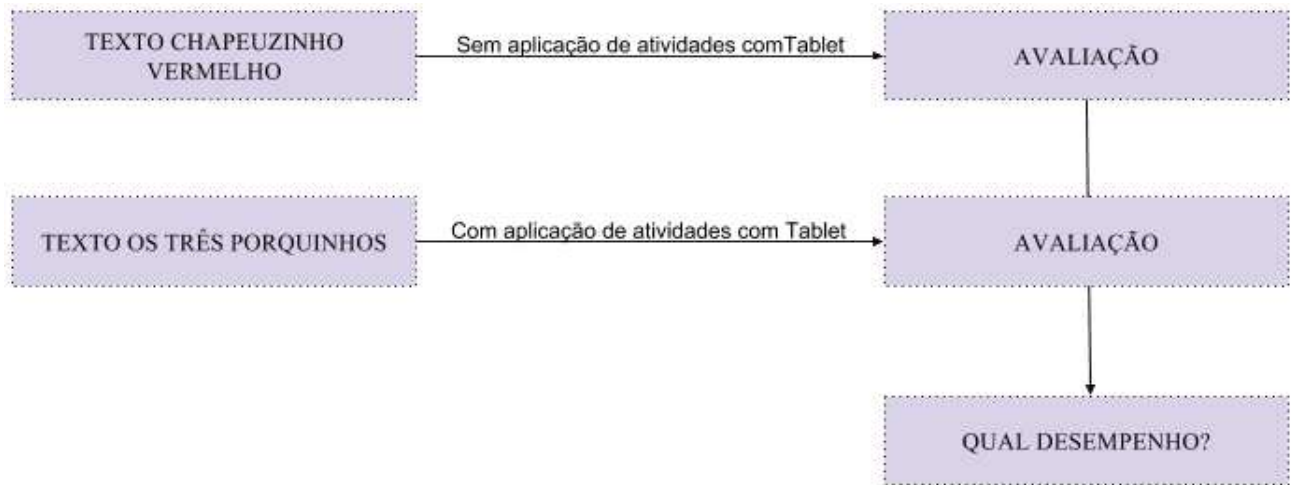 TEXTO CHAPEUZINHO
VERMELHO
Sem aplicação de atividades comTablet
AVALIAÇÃO
TEXTO OS TRÊS PORQUINHOS
Com aplicação de atividades com Tablet
AVALIAÇÃO
QUAL DESEMPENHO?